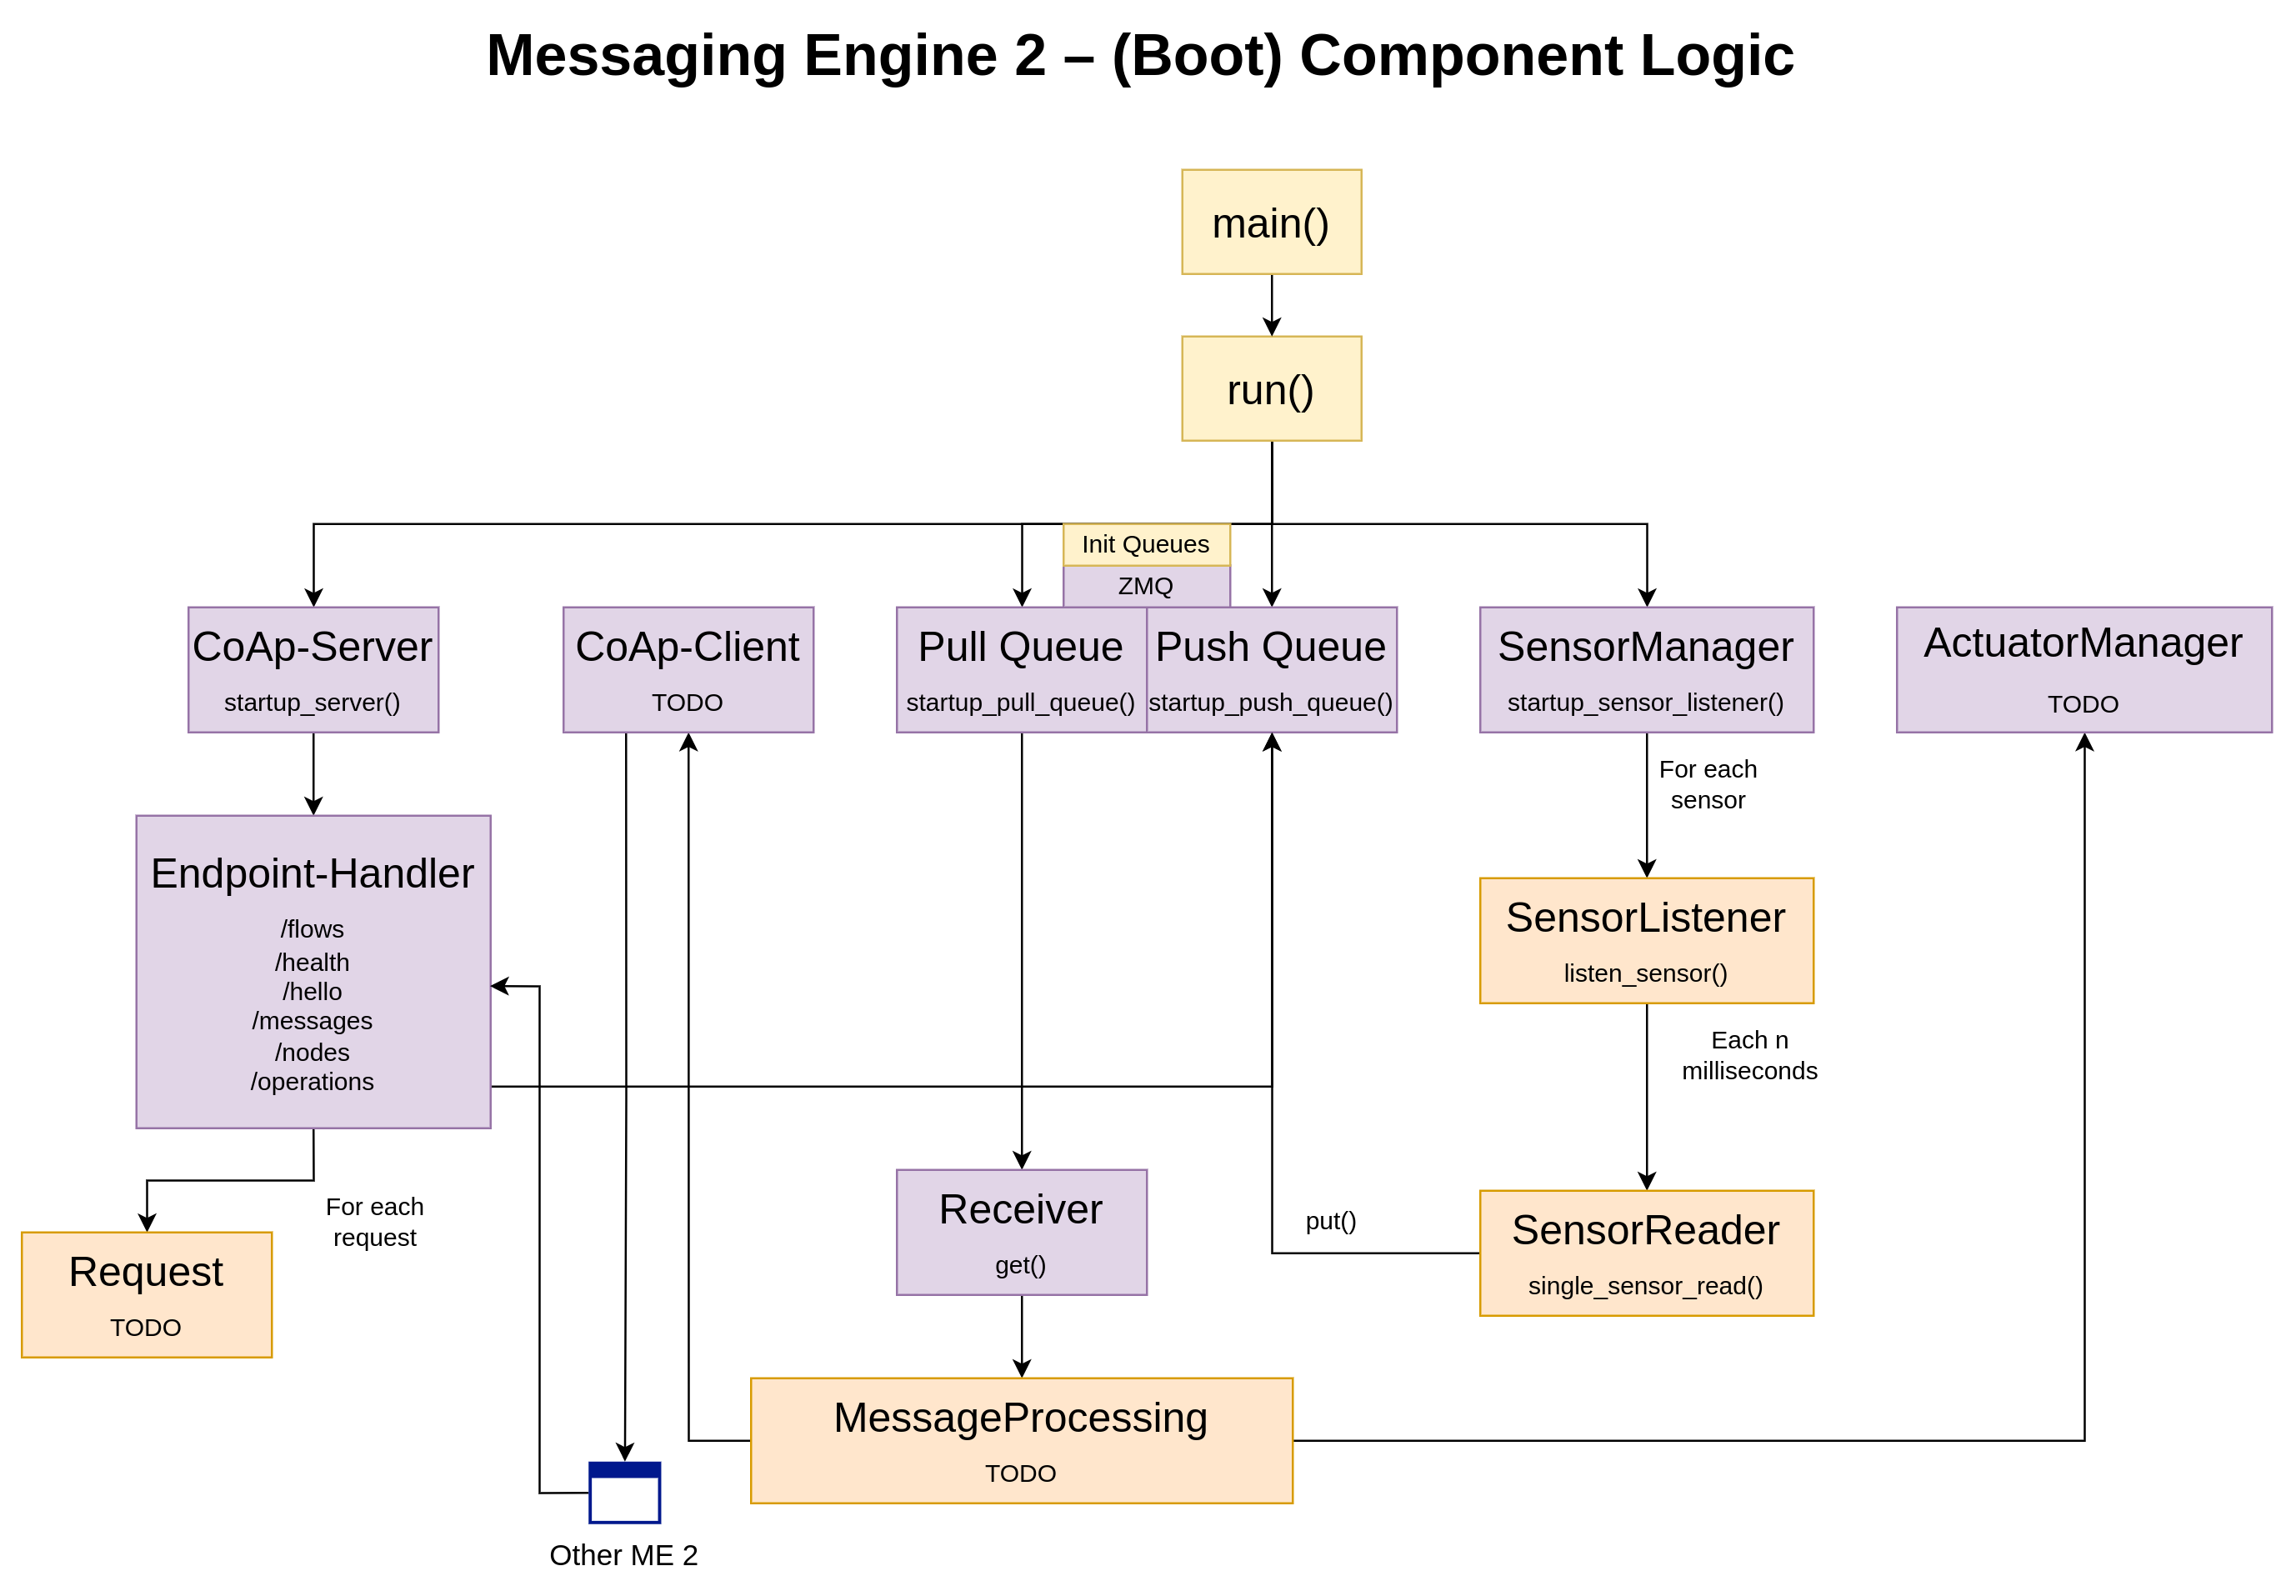 Messaging Engine 2 – (Boot) Component Logic
main()
run()
Init Queues
ZMQ
CoAp-Server
startup_server()
CoAp-Client
TODO
Pull Queue
startup_pull_queue()
Push Queue
startup_push_queue()
SensorManager
startup_sensor_listener()
ActuatorManager
TODO
For each
sensor
Endpoint-Handler
/flows
/health
/hello
/messages
/nodes
/operations
SensorListener
listen_sensor()
Each n
milliseconds
For each
request
Request
TODO
Receiver
get()
put()
SensorReader
single_sensor_read()
MessageProcessing
TODO
Other ME 2